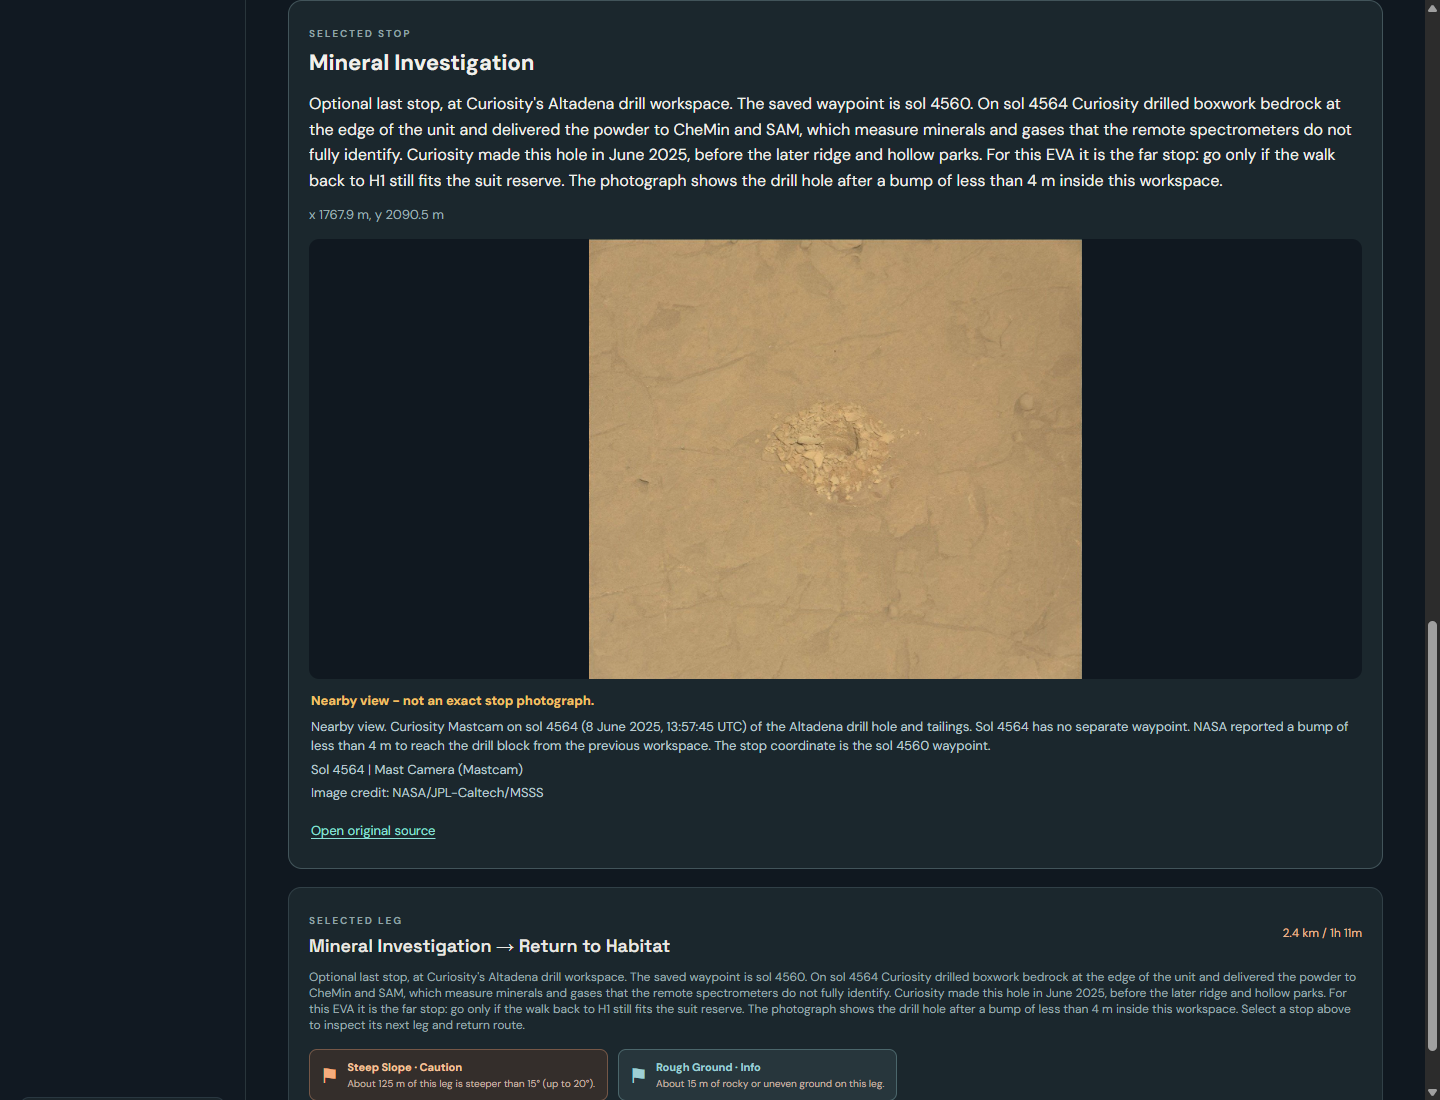 SELECTED STOP
Mineral Investigation
Optional last stop, at Curiosity's Altadena drill workspace. The saved waypoint is sol 4560. On sol 4564 Curiosity drilled boxwork bedrock at
the edge of the unit and delivered the powder to CheMin and SAM, which measure minerals and gases that the remote spectrometers do not
fully identify. Curiosity made this hole in June 2025, before the later ridge and hollow parks. For this EVA it is the far stop: go only if the walk
back to H1 still fits the suit reserve. The photograph shows the drill hole after a bump of less than 4 m inside this workspace.
x 1767.9 m, y 2090.5 m
Nearby view - not an exact stop photograph.
Nearby view. Curiosity Mastcam on sol 4564 (8 June 2025, 13:57:45 UTC) of the Altadena drill hole and tailings. Sol 4564 has no separate waypoint. NASA reported a bump of
less than 4 m to reach the drill block from the previous workspace. The stop coordinate is the sol 4560 waypoint.
Sol 4564 | Mast Camera (Mastcam)
Image credit: NASA/JPL-Caltech/MSSS
Open original source
SELECTED LEG
Mineral Investigation → Return to Habitat
2.4 km / 1h 11m
Optional last stop, at Curiosity's Altadena drill workspace. The saved waypoint is sol 4560. On sol 4564 Curiosity drilled boxwork bedrock at the edge of the unit and delivered the powder to
CheMin and SAM, which measure minerals and gases that the remote spectrometers do not fully identify. Curiosity made this hole in June 2025, before the later ridge and hollow parks. For
this EVA it is the far stop: go only if the walk back to H1 still fits the suit reserve. The photograph shows the drill hole after a bump of less than 4 m inside this workspace. Select a stop above
to inspect its next leg and return route.
Steep Slope · Caution
About 125 m of this leg is steeper than 15° (up to 20°).
Rough Ground · Info
About 15 m of rocky or uneven ground on this leg.